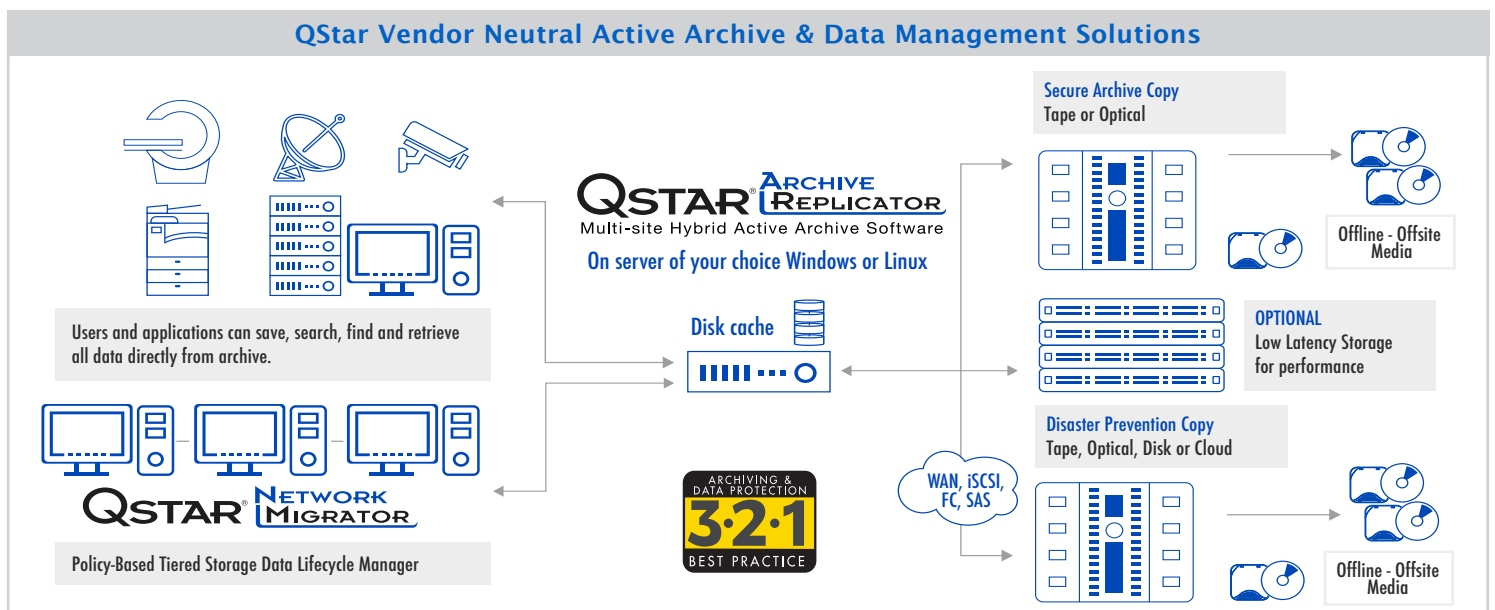 QStar Vendor Neutral Active Archive & Data Management Solutions
Users and applications can save, search, find and retrieve
all data directly from archive.
QSTAR® NETWORK
MIGRATOR
Policy-Based Tiered Storage Data Lifecycle Manager
QSTAR® ARCHIVE
REPLICATOR
Multi-site Hybrid Active Archive Software
On server of your choice Windows or Linux
Disk cache
ARCHIVING &
DATA PROTECTION
3·2·1
BEST PRACTICE
WAN, iSCSI,
FC, SAS
Secure Archive Copy
Tape or Optical
Offline - Offsite
Media
OPTIONAL
Low Latency Storage
for performance
Disaster Prevention Copy
Tape, Optical, Disk or Cloud
Offline - Offsite
Media